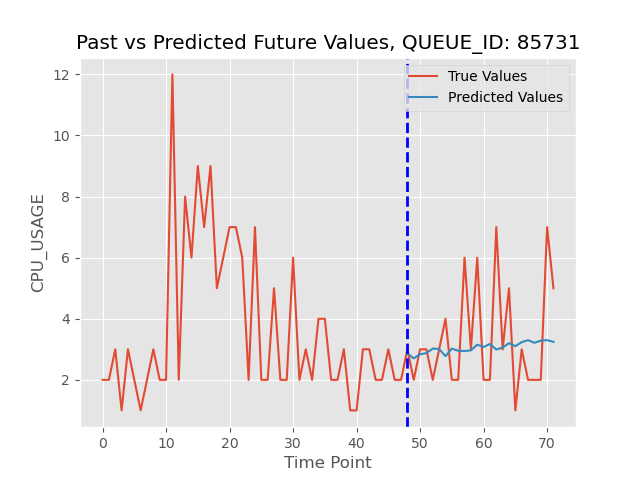 Past vs Predicted Future Values, QUEUE_ID: 85731
True Values
Predicted Values
12
10
8
6
4
2
CPU_USAGE
0 10 20 30 40 50 60 70
Time Point